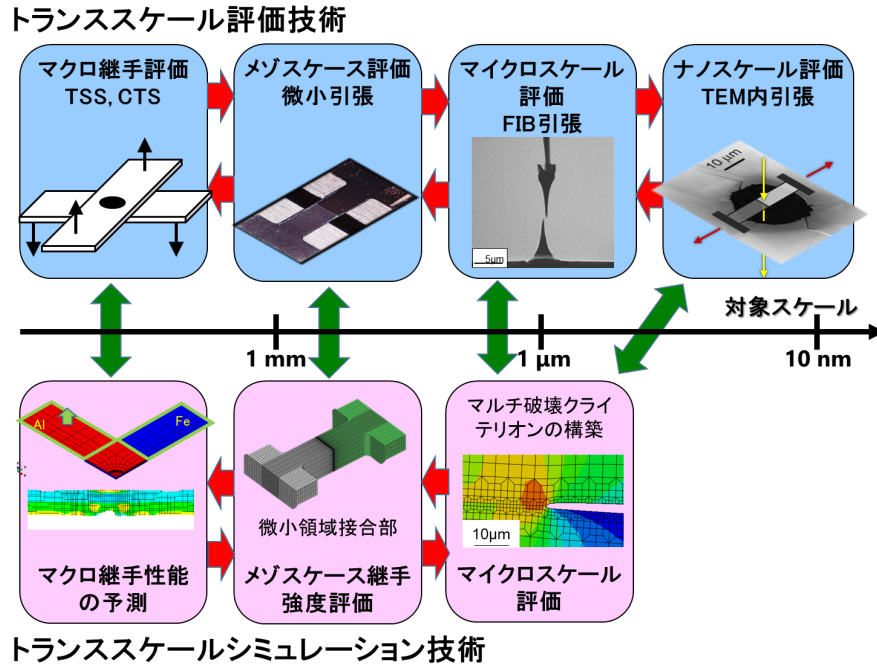 トランススケール評価技術
マクロ継手評価
TSS, CTS
メゾスケース評価
微小引張
マイクロスケール
評価
FIB引張
5μm
ナノスケール評価
TEM内引張
10 μm
対象スケール
1 mm
1 μm
10 nm
Al
Fe
マクロ継手性能
の予測
微小領域接合部
メゾスケース継手
強度評価
マルチ破壊クライ
テリオンの構築
10μm
マイクロスケール
評価
トランススケールシミュレーション技術